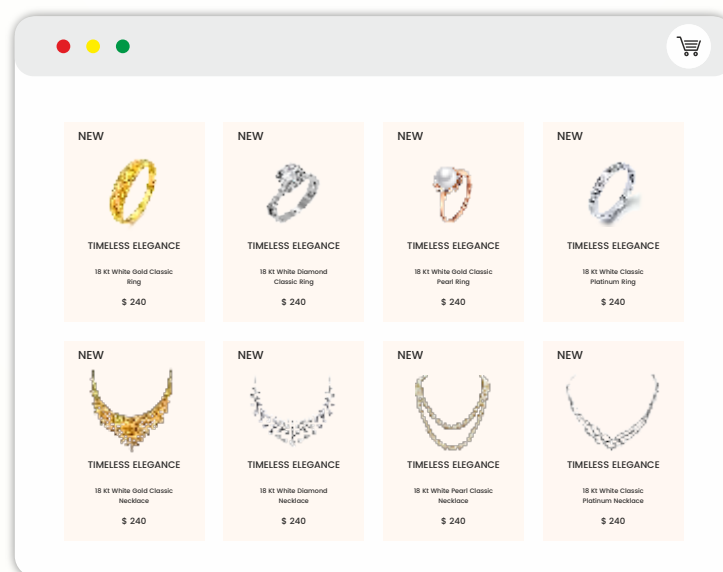 NEW
TIMELESS ELEGANCE
18 Kt White Gold Classic
Ring
$ 240
NEW
TIMELESS ELEGANCE
18 Kt White Diamond
Classic Ring
$ 240
NEW
TIMELESS ELEGANCE
18 Kt White Gold Classic
Pearl Ring
$ 240
NEW
TIMELESS ELEGANCE
18 Kt White Classic
Platinum Ring
$ 240
NEW
TIMELESS ELEGANCE
18 Kt White Gold Classic
Necklace
$ 240
NEW
TIMELESS ELEGANCE
18 Kt White Diamond
Necklace
$ 240
NEW
TIMELESS ELEGANCE
18 Kt White Pearl Classic
Necklace
$ 240
NEW
TIMELESS ELEGANCE
18 Kt White Classic
Platinum Necklace
$ 240